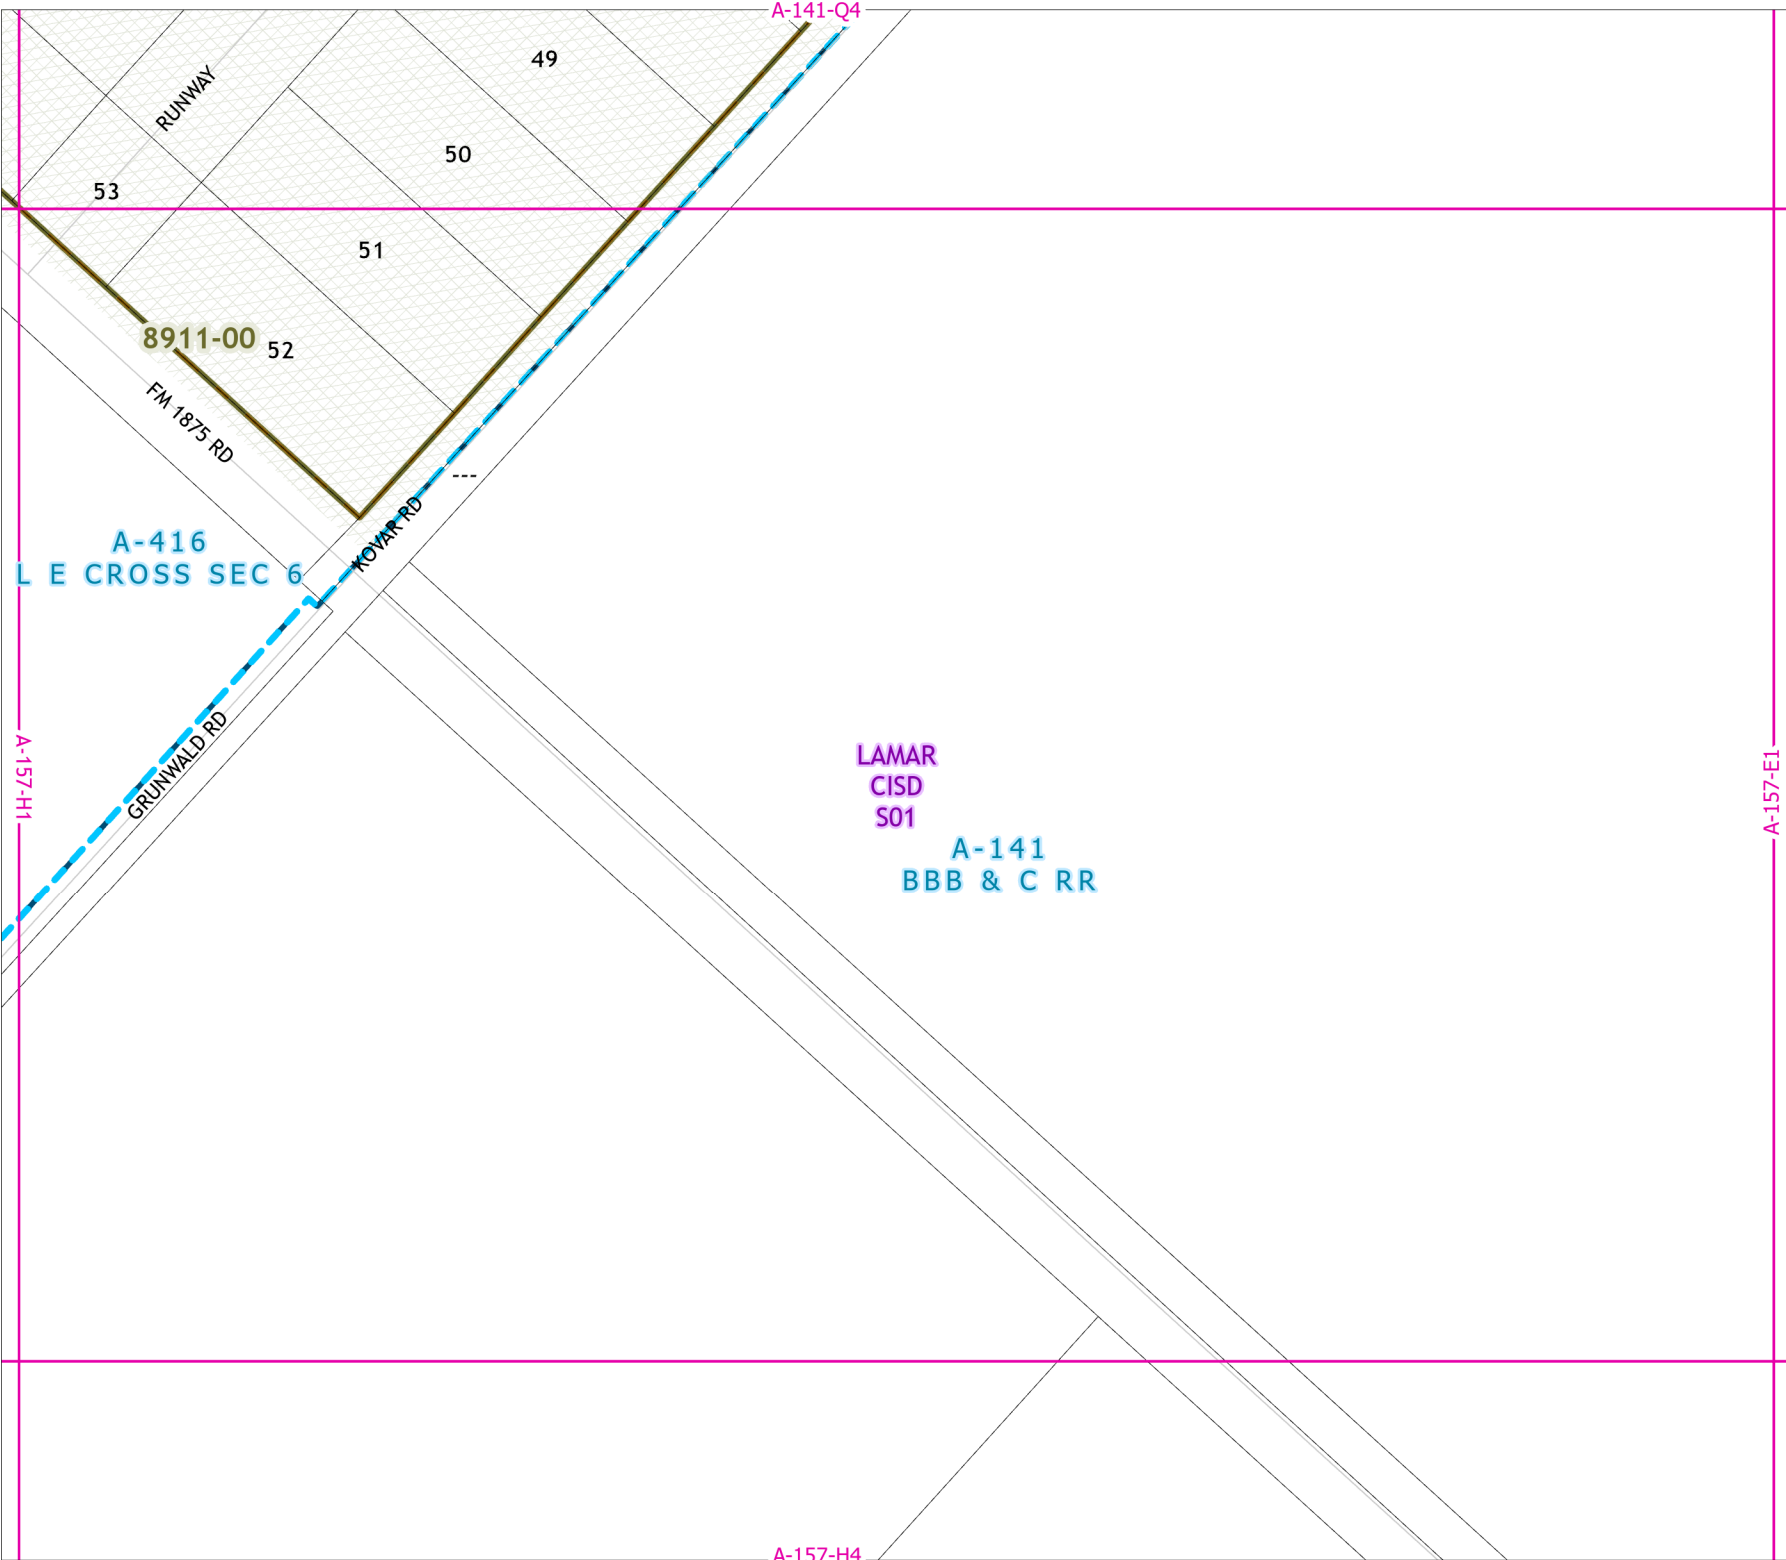 A-141-Q4
49
RUNWAY
50
53
51
8911-00
52
FM 1875 RD
---
KOVAR RD
A-416
L E CROSS SEC 6
GRUNWALD RD
A-157-H1
A-157-E1
LAMAR
CISD
S01
A-141
BBB & C RR
A-157-H4